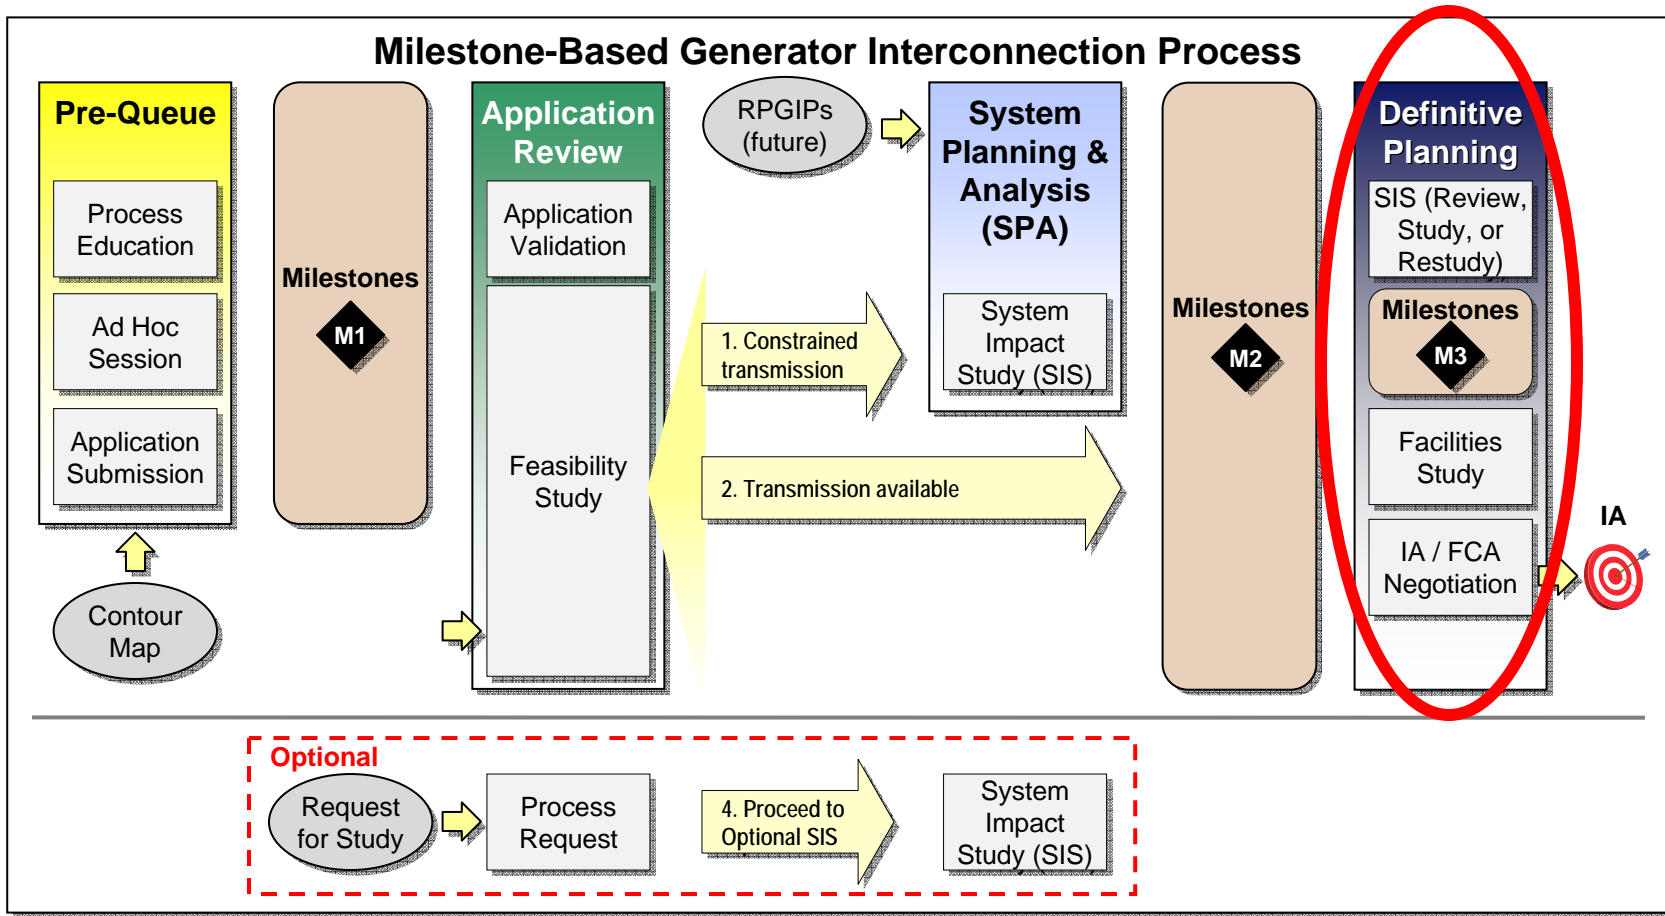 Milestone-Based Generator Interconnection Process
Pre-Queue
Process
Education
Ad Hoc
Session
Application
Submission
Contour
Map
Milestones
M1
Application
Review
Application
Validation
Feasibility
Study
RPGIPs
(future)
1. Constrained
transmission
2. Transmission available
System
Planning &
Analysis
(SPA)
System
Impact
Study (SIS)
Milestones
M2
Definitive
Planning
SIS (Review,
Study, or
Restudy)
Milestones
M3
Facilities
Study
IA / FCA
Negotiation
IA
Optional
Request
for Study
Process
Request
4. Proceed to
Optional SIS
System
Impact
Study (SIS)